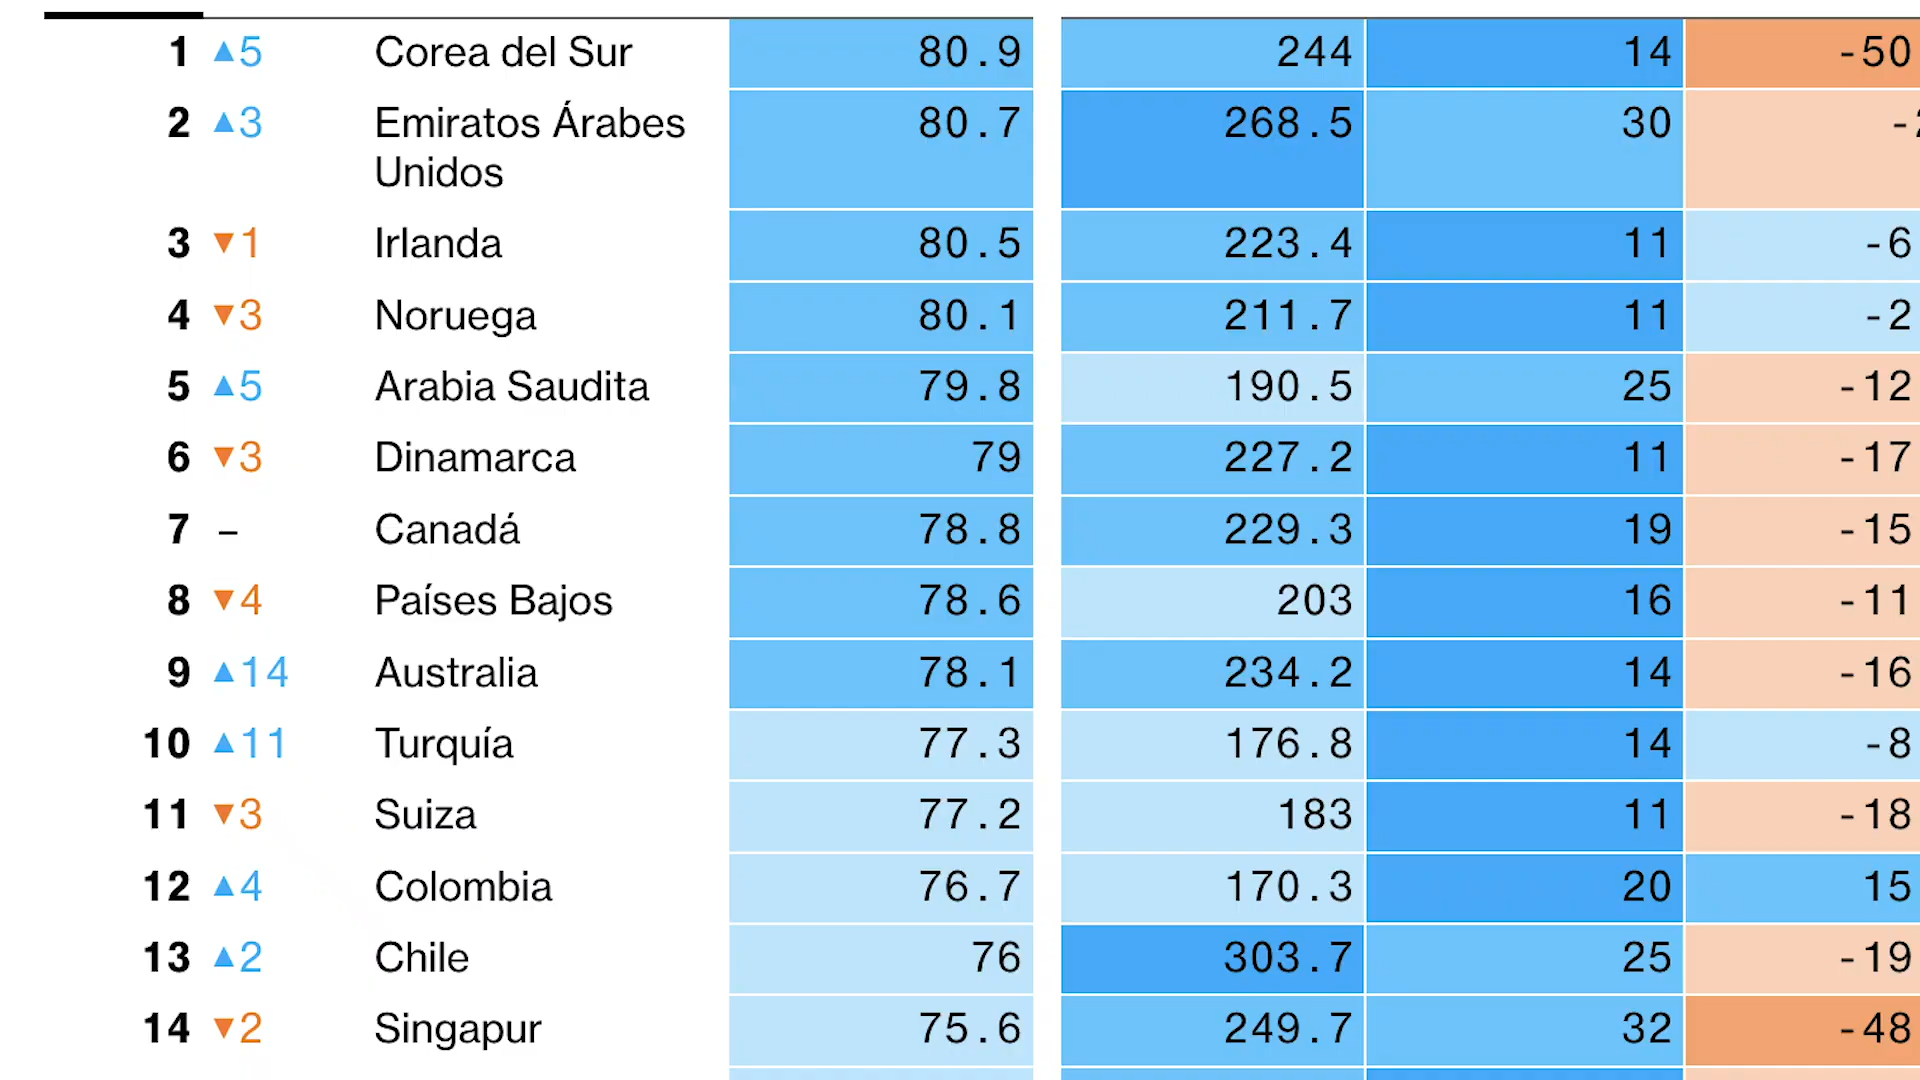 1 ▲5 Corea del Sur 80.9 244 14 -50
2 ▲3 Emiratos Árabes 80.7 268.5 30
Unidos
3 ▼1 Irlanda 80.5 223.4 11 -6
4 ▼3 Noruega 80.1 211.7 11 -2
5 ▲5 Arabia Saudita 79.8 190.5 25 -12
6 ▼3 Dinamarca 79 227.2 11 -17
7 – Canadá 78.8 229.3 19 -15
8 ▼4 Países Bajos 78.6 203 16 -11
9 ▲14 Australia 78.1 234.2 14 -16
10 ▲11 Turquía 77.3 176.8 14 -8
11 ▼3 Suiza 77.2 183 11 -18
12 ▲4 Colombia 76.7 170.3 20 15
13 ▲2 Chile 76 303.7 25 -19
14 ▼2 Singapur 75.6 249.7 32 -48